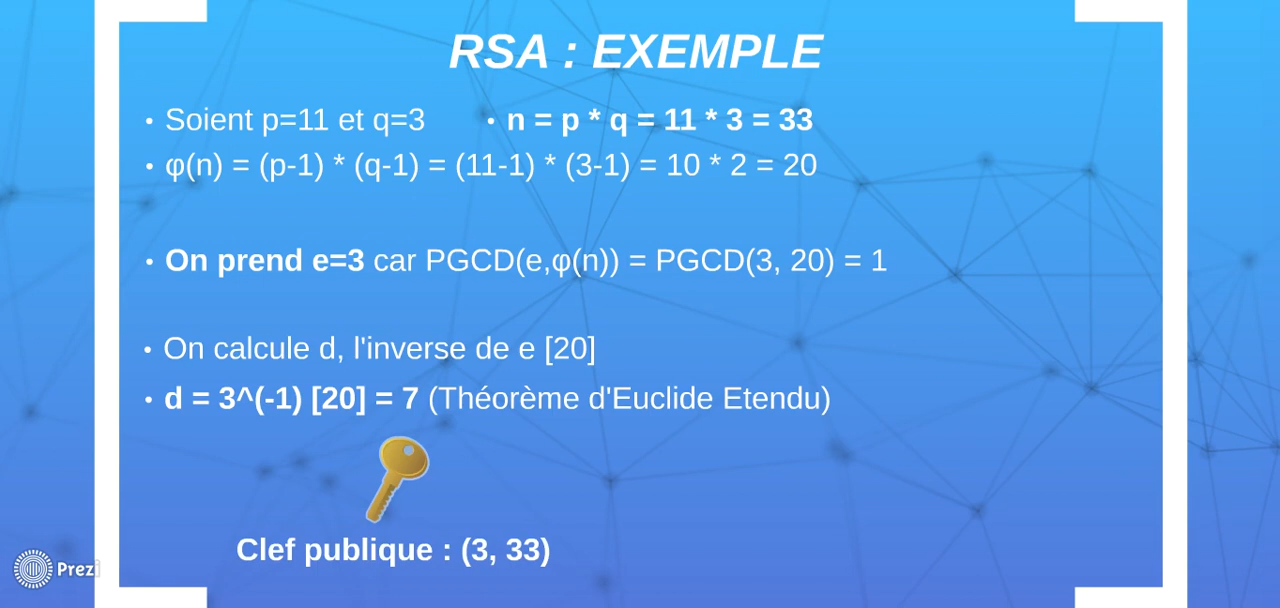 RSA : EXEMPLE
• Soient p=11 et q=3 • n = p * q = 11 * 3 = 33
• φ(n) = (p-1) * (q-1) = (11-1) * (3-1) = 10 * 2 = 20
• On prend e=3 car PGCD(e,φ(n)) = PGCD(3, 20) = 1
• On calcule d, l'inverse de e [20]
• d = 3^(-1) [20] = 7 (Théorème d'Euclide Etendu)
Clef publique : (3, 33)
Prezi